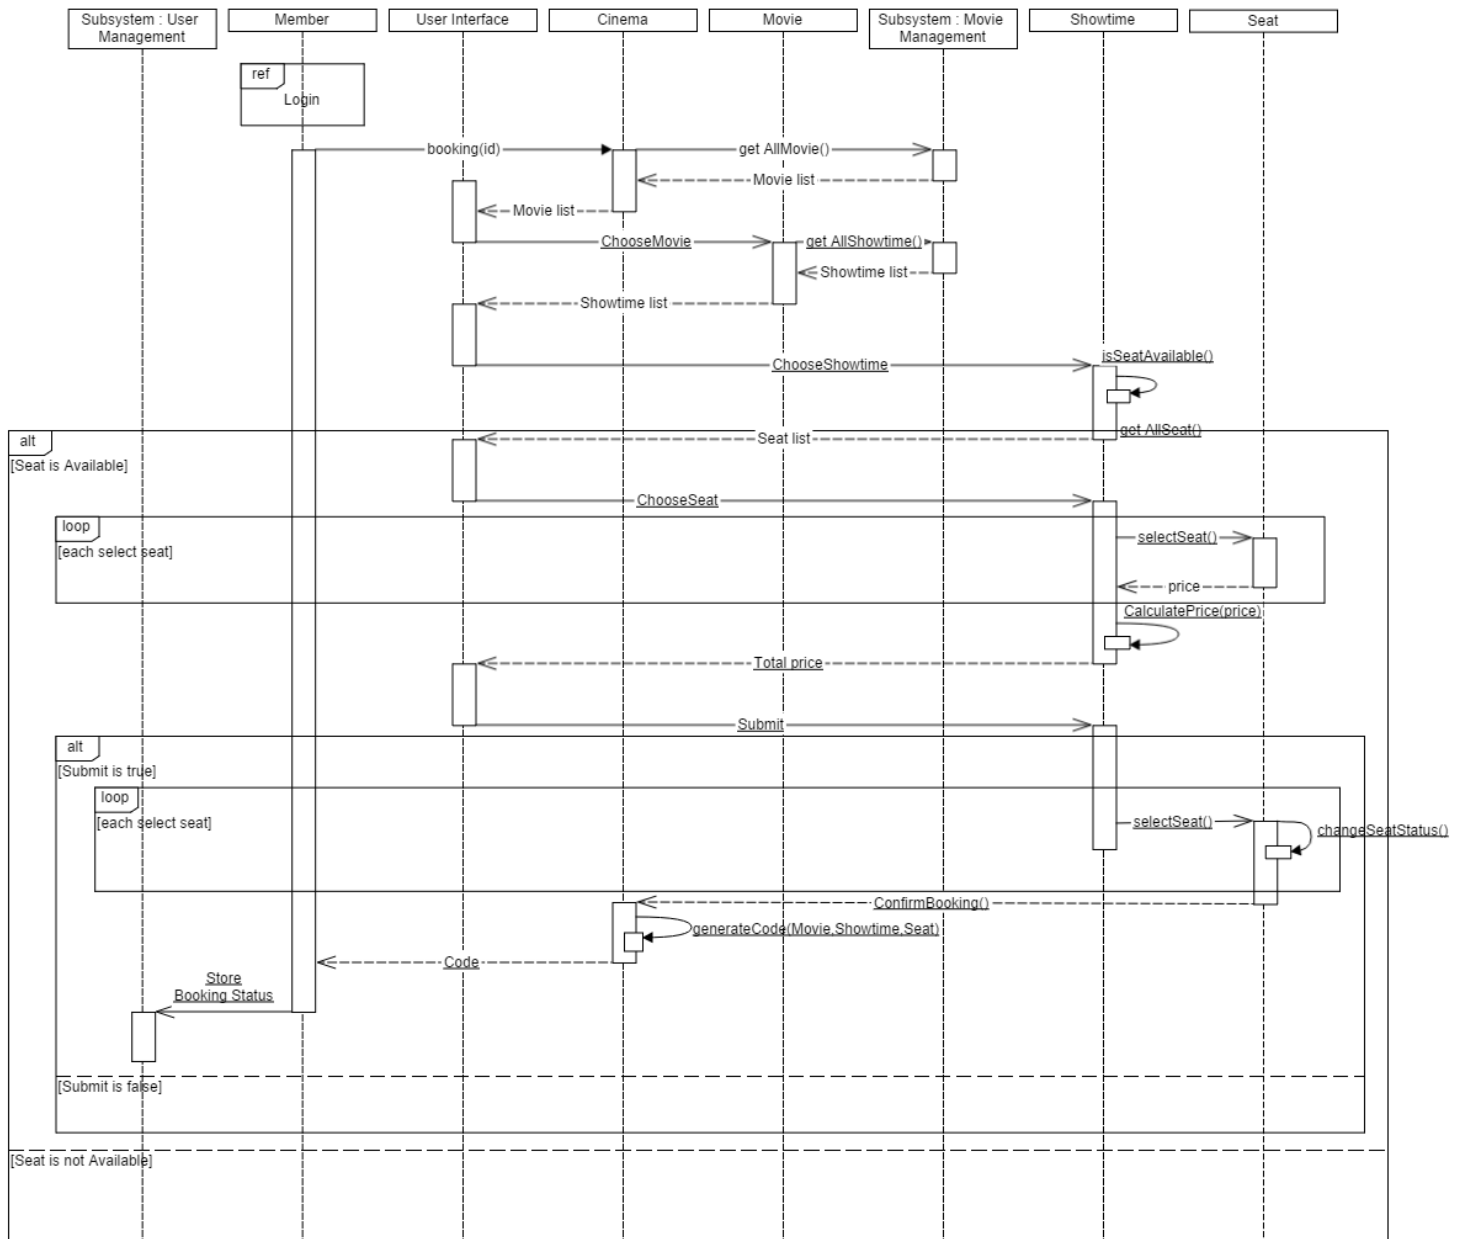 Subsystem : User
Management
Member
User Interface
Cinema
Movie
Subsystem : Movie
Management
Showtime
Seat
ref
Login
booking(id)
get AllMovie()
Movie list
Movie list
ChooseMovie
get AllShowtime()
Showtime list
Showtime list
isSeatAvailable()
ChooseShowtime
get AllSeat()
alt
Seat list
[Seat is Available]
ChooseSeat
loop
[each select seat]
selectSeat()
price
CalculatePrice(price)
Total price
Submit
alt
[Submit is true]
loop
[each select seat]
selectSeat()
changeSeatStatus()
ConfirmBooking()
generateCode(Movie,Showtime,Seat)
Code
Store
Booking Status
[Submit is false]
[Seat is not Available]